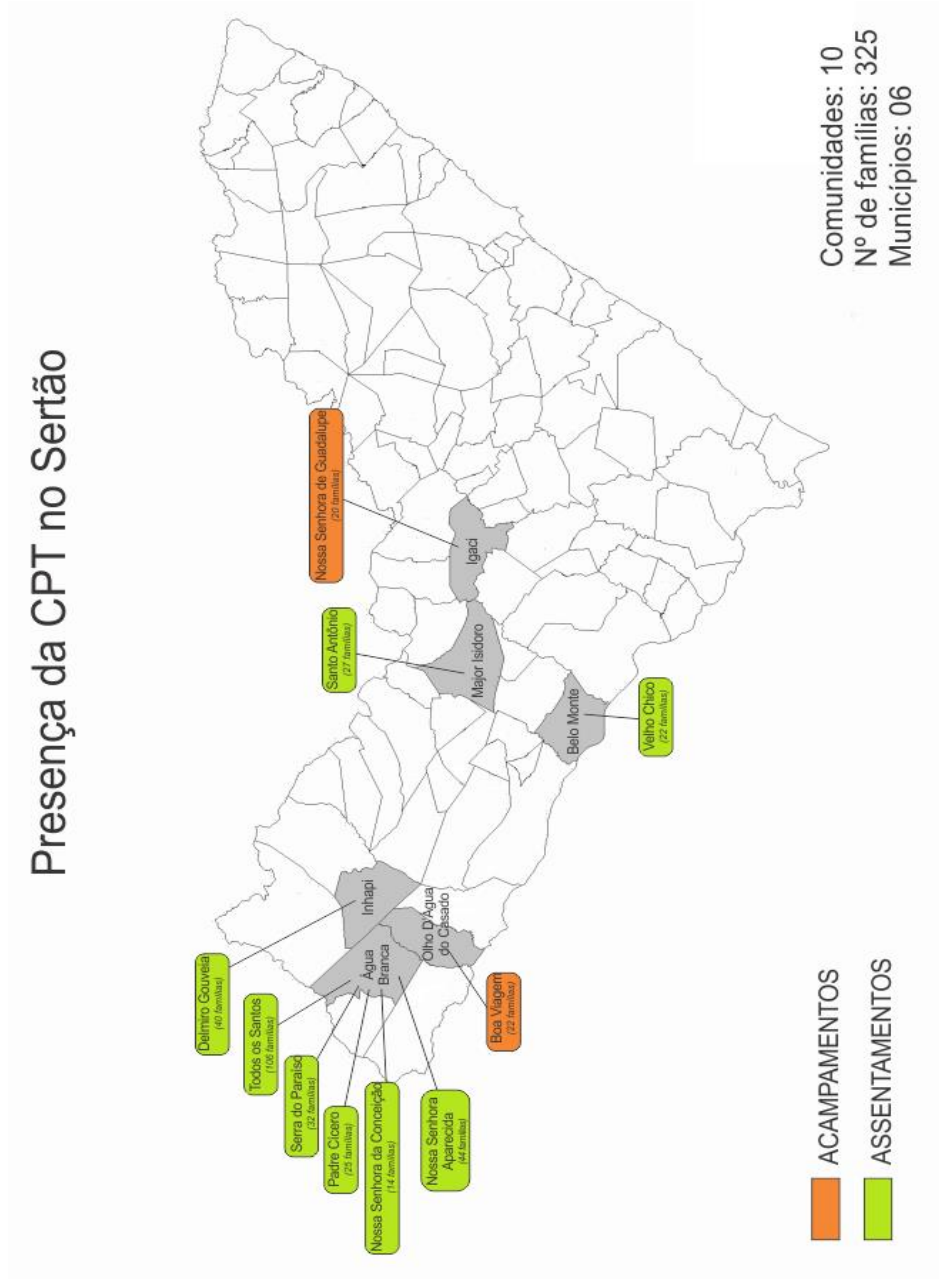 Presença da CPT no Sertão
Delmiro Gouveia
(40 famílias)
Todos os Santos
(106 famílias)
Serra do Paraíso
(32 famílias)
Padre Cícero
(25 famílias)
Nossa Senhora da Conceição
(14 famílias)
Nossa Senhora
Aparecida
(44 famílias)
Boa Viagem
(22 famílias)
Santo Antônio
(27 famílias)
Nossa Senhora de Guadalupe
(20 famílias)
Velho Chico
(22 famílias)
Inhapi
Água
Branca
Olho D'Agua
do Casado
Major Isidoro
Igaci
Belo Monte
ACAMPAMENTOS
ASSENTAMENTOS
Comunidades: 10
Nº de famílias: 325
Municípios: 06